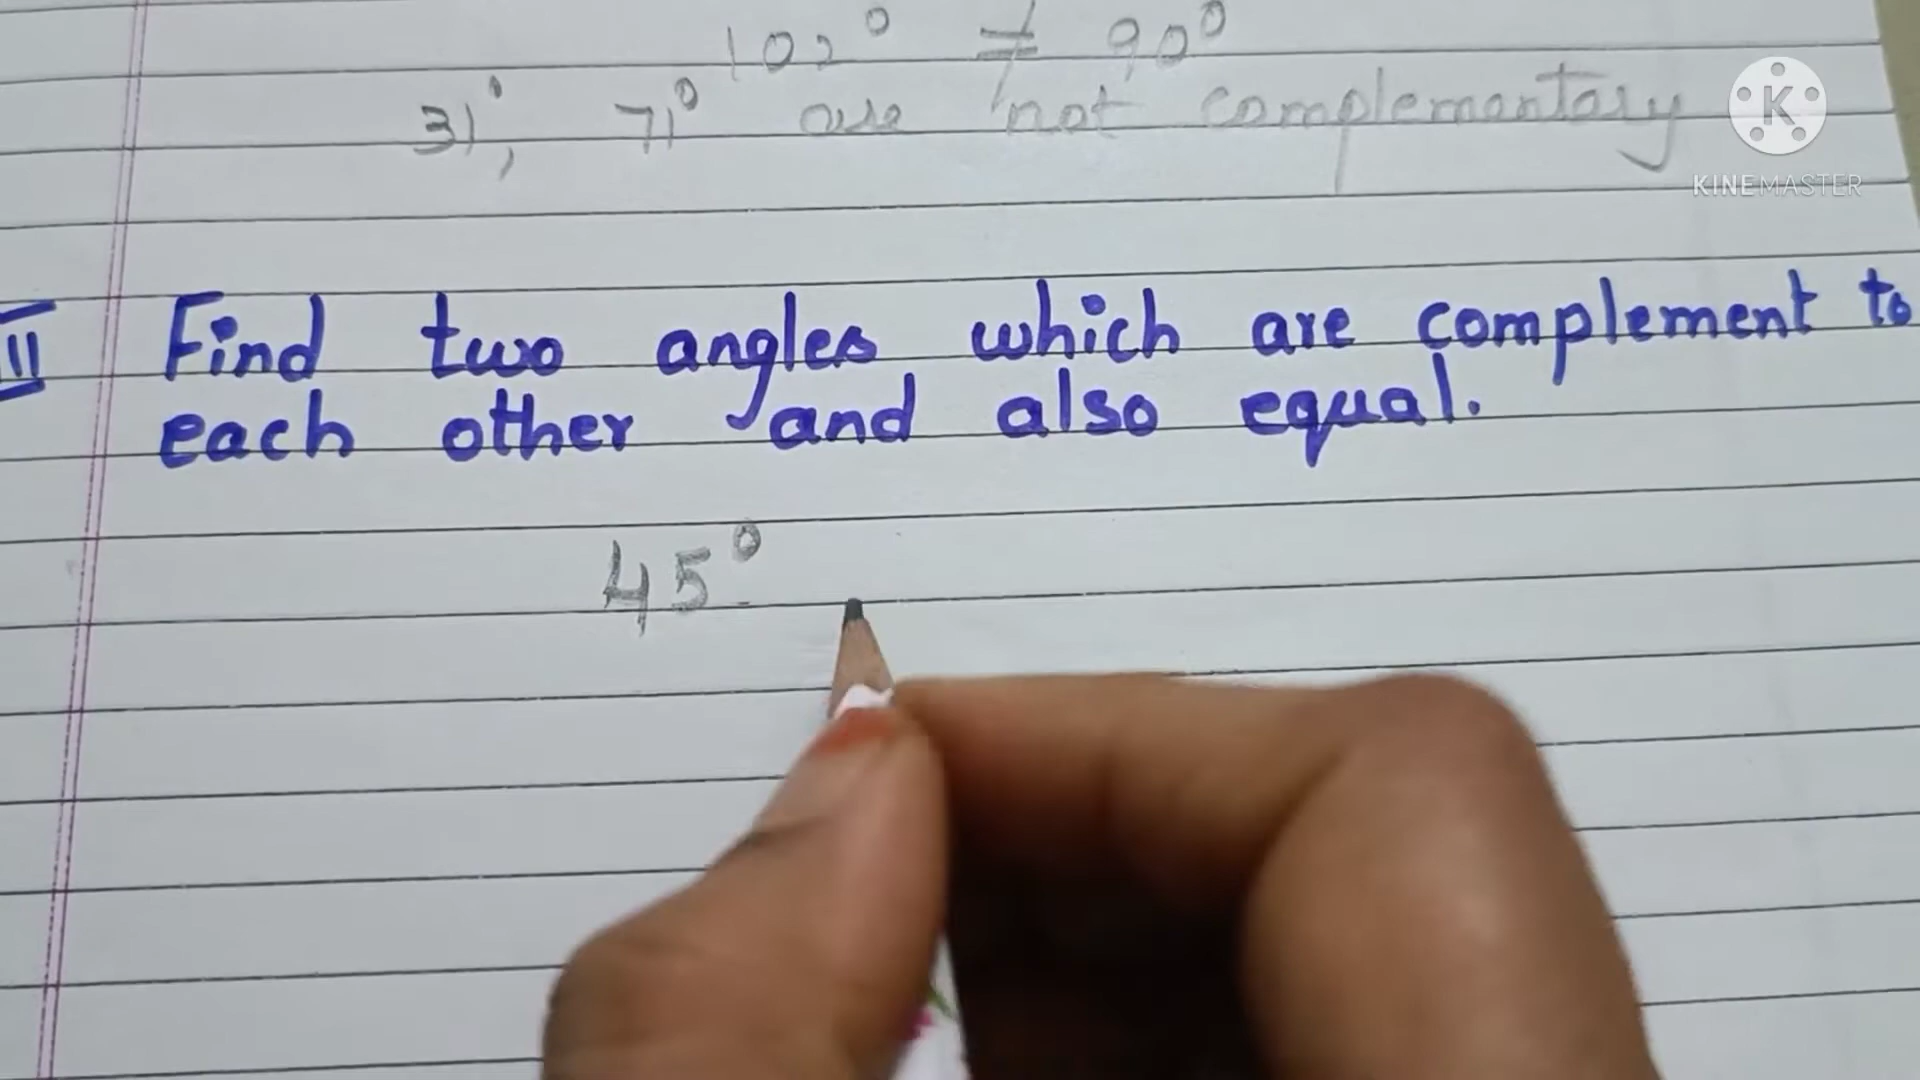 102° ≠ 90°
31°, 71° are not complementary
K
KINEMASTER
III Find two angles which are complement to
each other and also equal.
45°